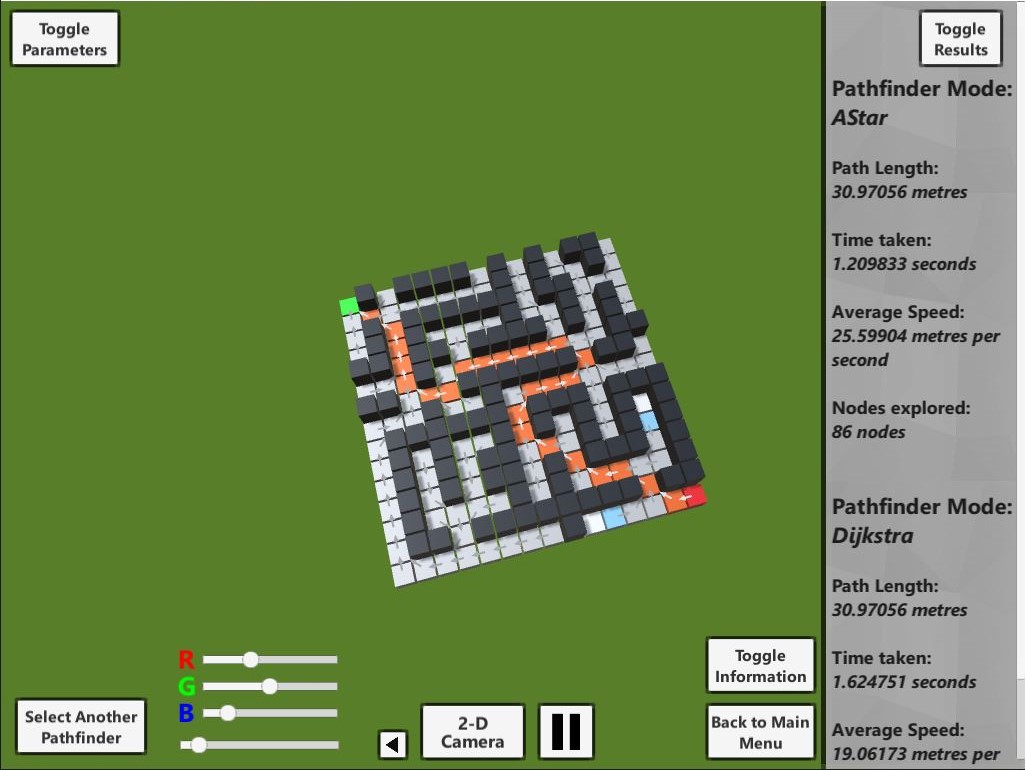 Toggle
Parameters
Toggle
Results
Pathfinder Mode:
AStar
Path Length:
30.97056 metres
Time taken:
1.209833 seconds
Average Speed:
25.59904 metres per
second
Nodes explored:
86 nodes
Pathfinder Mode:
Dijkstra
Path Length:
30.97056 metres
Time taken:
1.624751 seconds
Average Speed:
19.06173 metres per
R
G
B
Select Another
Pathfinder
2-D
Camera
Toggle
Information
Back to Main
Menu